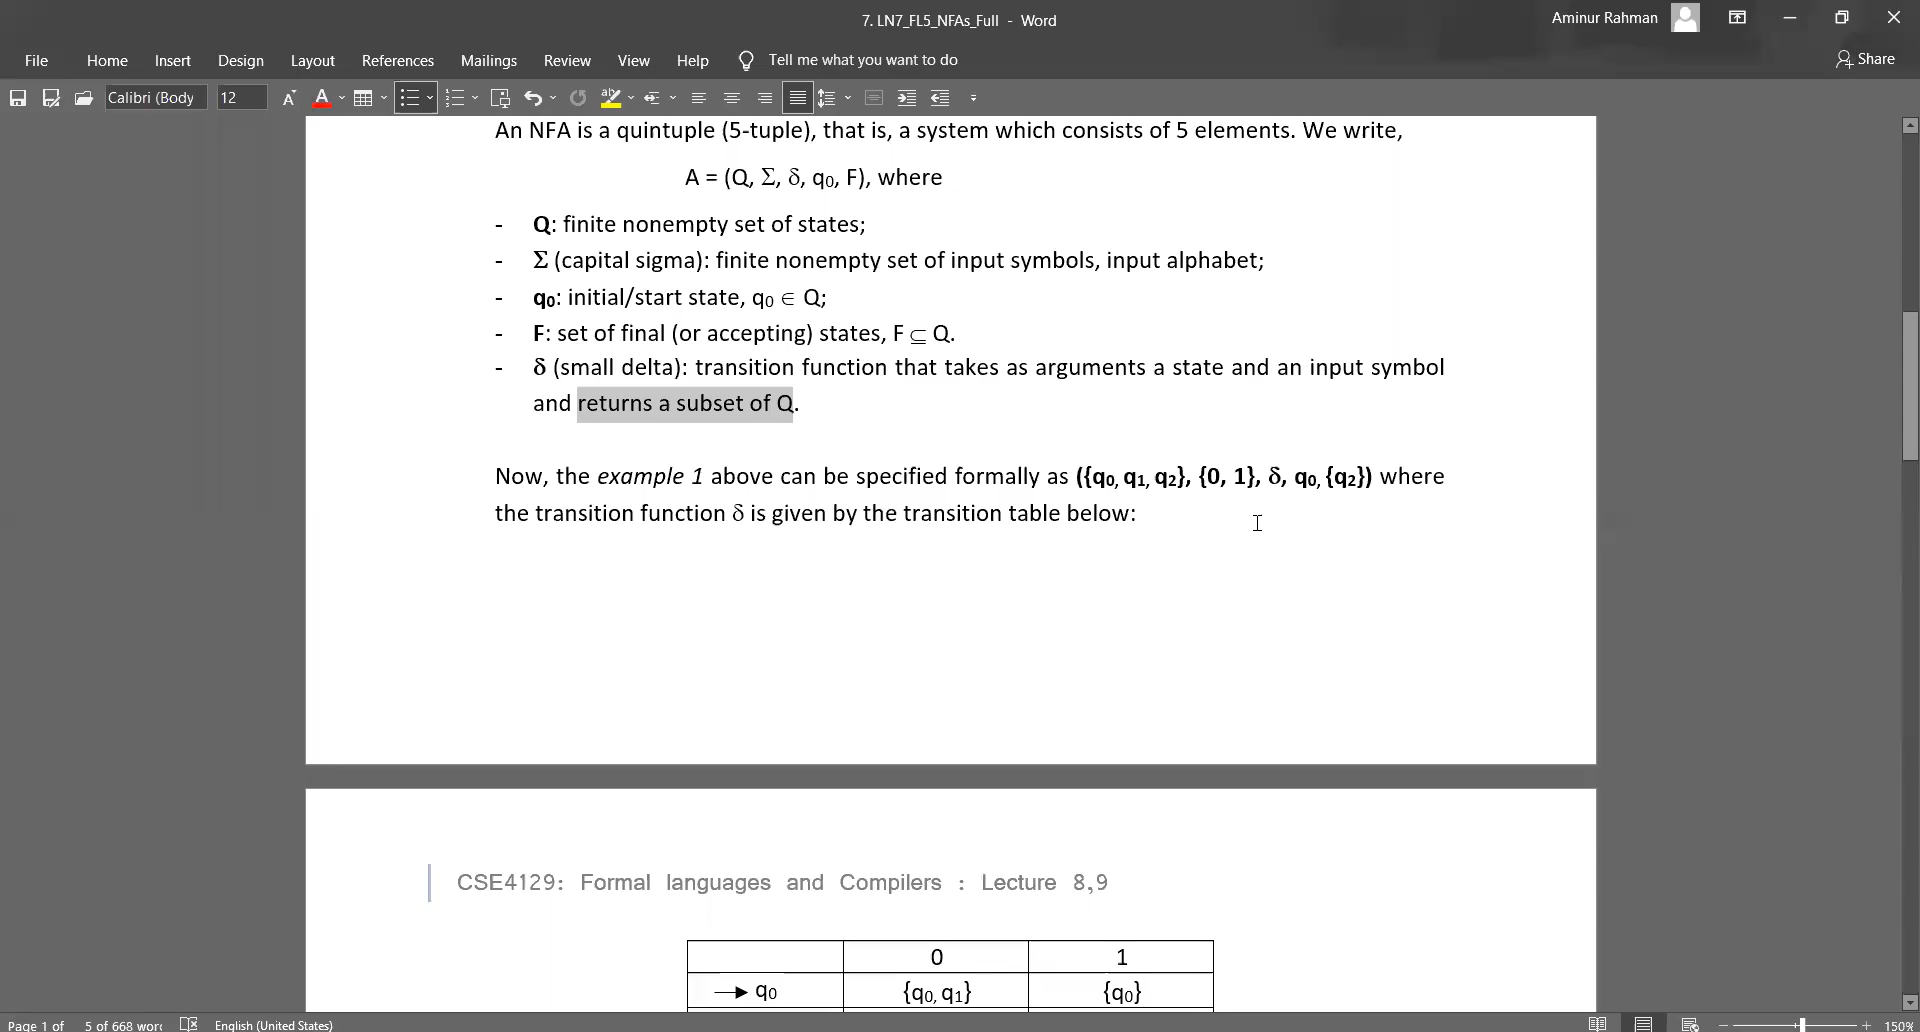 7. LN7_FL5_NFAs_Full - Word
Aminur Rahman
File Home Insert Design Layout References Mailings Review View Help Tell me what you want to do
Share
Calibri (Body 12
An NFA is a quintuple (5-tuple), that is, a system which consists of 5 elements. We write,
A = (Q, Σ, δ, q₀, F), where
- Q: finite nonempty set of states;
- Σ (capital sigma): finite nonempty set of input symbols, input alphabet;
- q₀: initial/start state, q₀ ∈ Q;
- F: set of final (or accepting) states, F ⊆ Q.
- δ (small delta): transition function that takes as arguments a state and an input symbol
and returns a subset of Q.
Now, the example 1 above can be specified formally as ({q₀, q₁, q₂}, {0, 1}, δ, q₀, {q₂}) where
the transition function δ is given by the transition table below:
CSE4129: Formal languages and Compilers : Lecture 8,9
0 1
→ q₀ {q₀, q₁} {q₀}
Page 1 of 5 of 668 wor English (United States) 150%